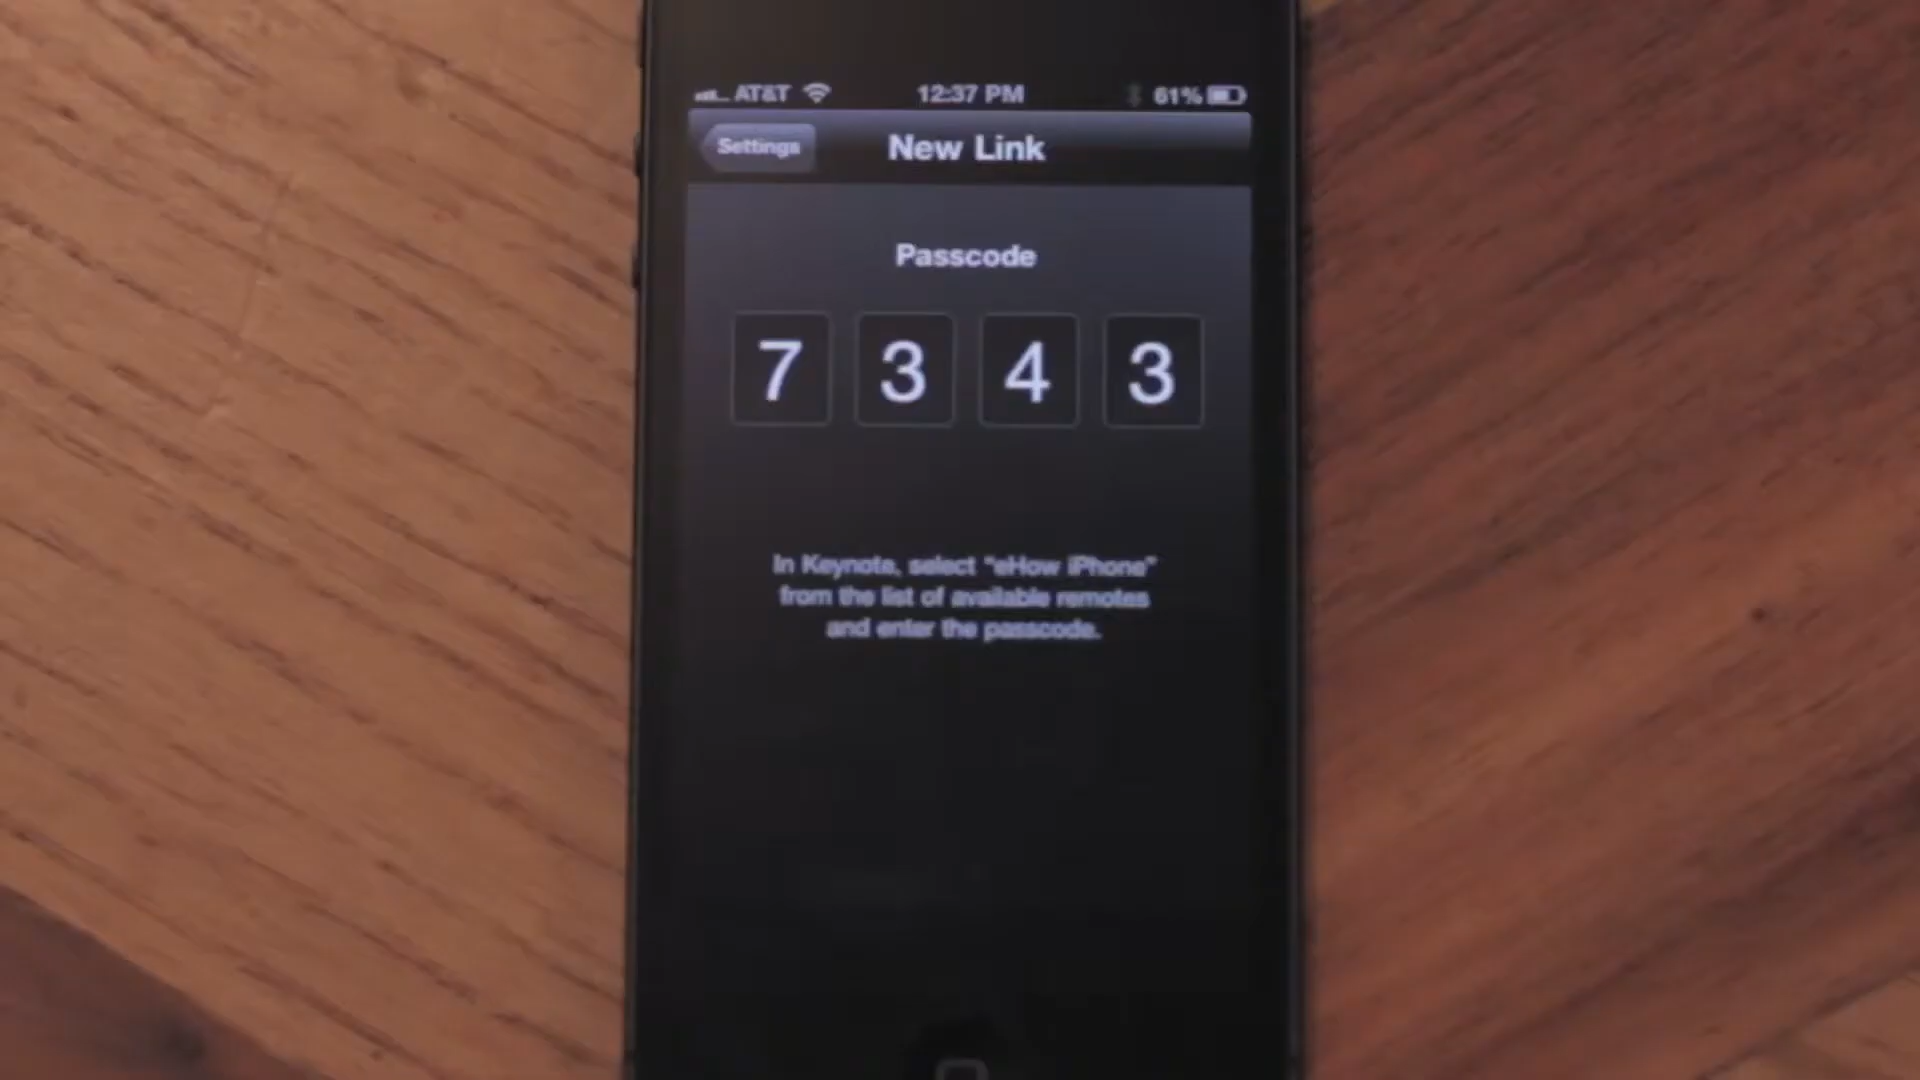 AT&T 12:37 PM 61%
Settings New Link
Passcode
7 3 4 3
In Keynote, select "eHow iPhone"
from the list of available remotes
and enter the passcode.